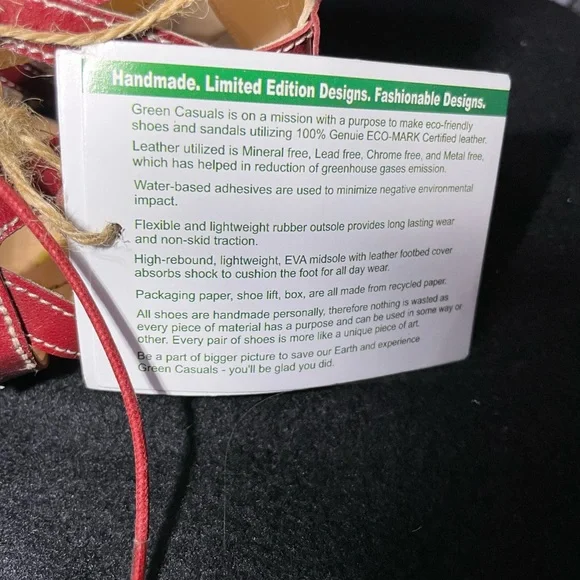 Handmade. Limited Edition Designs. Fashionable Designs.
Green Casuals is on a mission with a purpose to make eco-friendly
shoes and sandals utilizing 100% Genuie ECO-MARK Certified leather.
Leather utilized is Mineral free, Lead free, Chrome free, and Metal free,
which has helped in reduction of greenhouse gases emission.
Water-based adhesives are used to minimize negative environmental
impact.
Flexible and lightweight rubber outsole provides long lasting wear
and non-skid traction.
High-rebound, lightweight, EVA midsole with leather footbed cover
absorbs shock to cushion the foot for all day wear.
Packaging paper, shoe lift, box, are all made from recycled paper.
All shoes are handmade personally, therefore nothing is wasted as
every piece of material has a purpose and can be used in some way or
other. Every pair of shoes is more like a unique piece of art.
Be a part of bigger picture to save our Earth and experience
Green Casuals - you'll be glad you did.